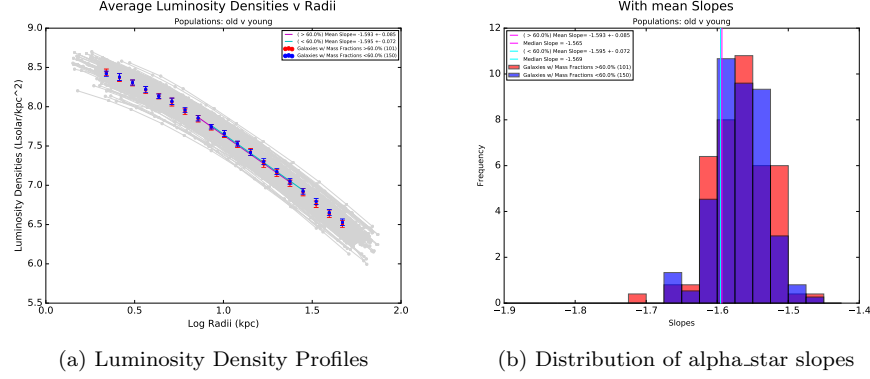 Average Luminosity Densities v Radii
Populations: old v young
( > 60.0%) Mean Slope= -1.593 +- 0.085
( < 60.0%) Mean Slope= -1.595 +- 0.072
Galaxies w/ Mass Fractions >60.0% (101)
Galaxies w/ Mass Fractions <60.0% (150)
Luminosity Densities (Lsolar/kpc^2)
9.0
8.5
8.0
7.5
7.0
6.5
6.0
5.5
0.0
0.5
1.0
1.5
2.0
Log Radii (kpc)
(a) Luminosity Density Profiles
With mean Slopes
Populations: old v young
( > 60.0%) Mean Slope= -1.593 +- 0.085
Median Slope = -1.565
( < 60.0%) Mean Slope= -1.595 +- 0.072
Median Slope = -1.569
Galaxies w/ Mass Fractions >60.0% (101)
Galaxies w/ Mass Fractions <60.0% (150)
Frequency
12
10
8
6
4
2
0
−1.9
−1.8
−1.7
−1.6
−1.5
−1.4
Slopes
(b) Distribution of alpha_star slopes